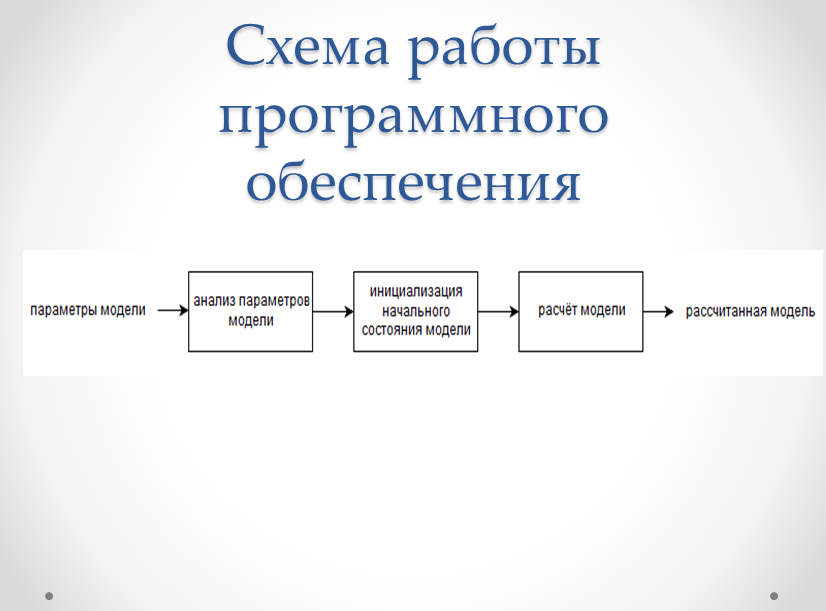 Схема работы
программного
обеспечения
параметры модели
анализ параметров
модели
инициализация
начального
состояния модели
расчёт модели
рассчитанная модель